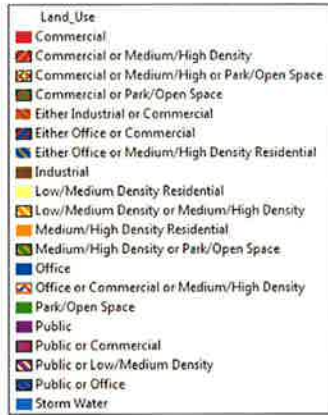 Land_Use
Commercial
Commercial or Medium/High Density
Commercial or Medium/High or Park/Open Space
Commercial or Park/Open Space
Either Industrial or Commercial
Either Office or Commercial
Either Office or Medium/High Density Residential
Industrial
Low/Medium Density Residential
Low/Medium Density or Medium/High Density
Medium/High Density Residential
Medium/High Density or Park/Open Space
Office
Office or Commercial or Medium/High Density
Park/Open Space
Public
Public or Commercial
Public or Low/Medium Density
Public or Office
Storm Water